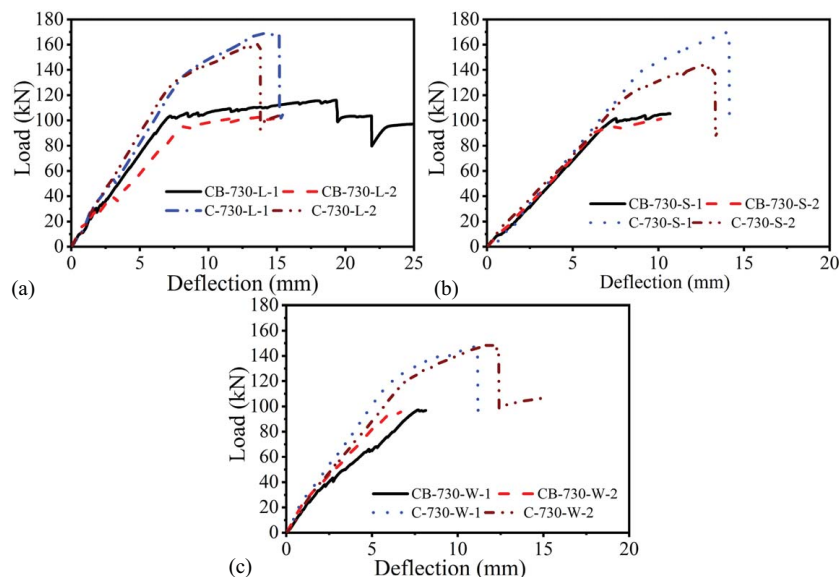 180
160
140
120
100
80
60
40
20
0
Load (kN)
CB-730-L-1 CB-730-L-2
C-730-L-1 C-730-L-2
0 5 10 15 20 25
Deflection (mm)
(a)
180
160
140
120
100
80
60
40
20
0
Load (kN)
CB-730-S-1 CB-730-S-2
C-730-S-1 C-730-S-2
0 5 10 15 20
Deflection (mm)
(b)
180
160
140
120
100
80
60
40
20
0
Load (kN)
CB-730-W-1 CB-730-W-2
C-730-W-1 C-730-W-2
0 5 10 15 20
Deflection (mm)
(c)